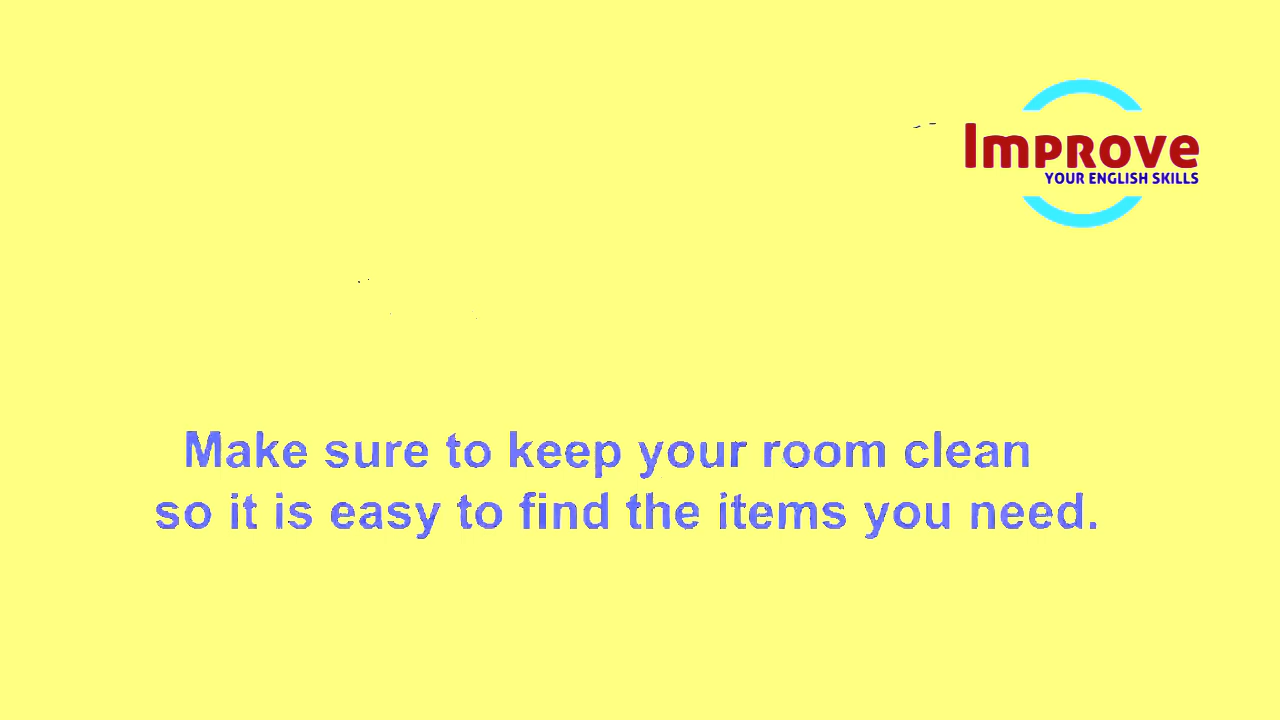 Improve
YOUR ENGLISH SKILLS
Make sure to keep your room clean
so it is easy to find the items you need.